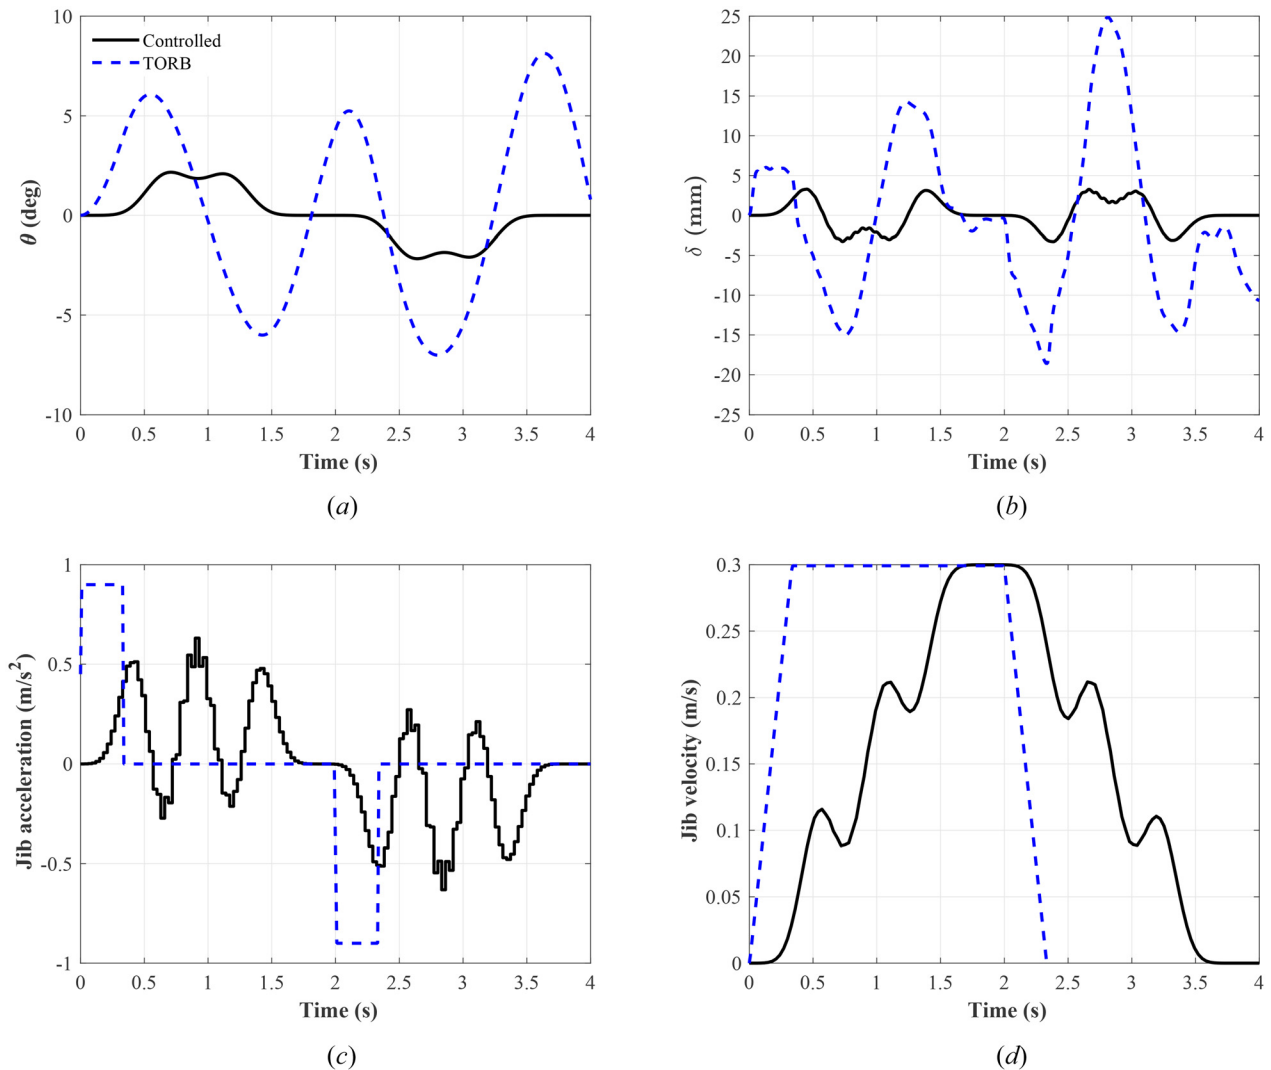 10
5
0
-5
-10
θ (deg)
Controlled
TORB
0 0.5 1 1.5 2 2.5 3 3.5 4
Time (s)
(a)
25
20
15
10
5
0
-5
-10
-15
-20
-25
δ (mm)
0 0.5 1 1.5 2 2.5 3 3.5 4
Time (s)
(b)
1
0.5
0
-0.5
-1
Jib acceleration (m/s²)
0 0.5 1 1.5 2 2.5 3 3.5 4
Time (s)
(c)
0.3
0.25
0.2
0.15
0.1
0.05
0
Jib velocity (m/s)
0 0.5 1 1.5 2 2.5 3 3.5 4
Time (s)
(d)